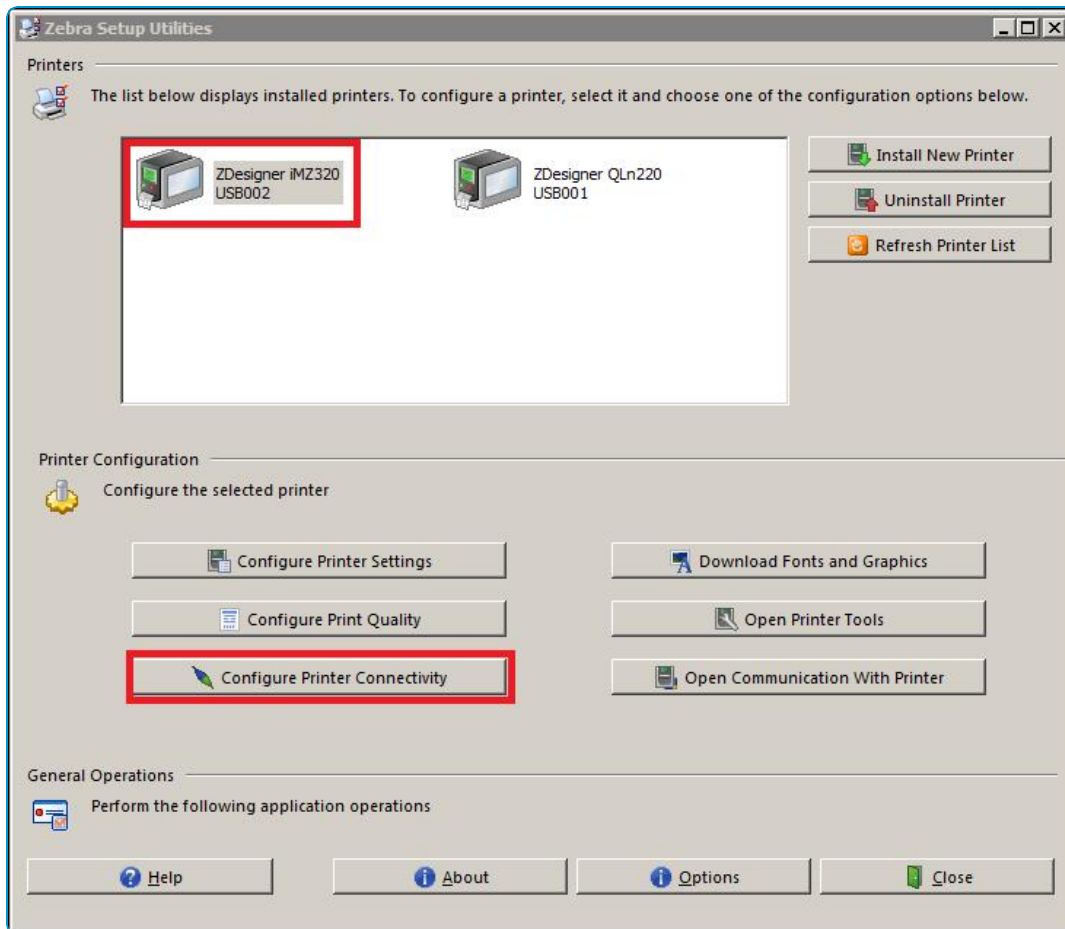 Zebra Setup Utilities
Printers
The list below displays installed printers. To configure a printer, select it and choose one of the configuration options below.
ZDesigner iMZ320
USB002
ZDesigner QLn220
USB001
Install New Printer
Uninstall Printer
Refresh Printer List
Printer Configuration
Configure the selected printer
Configure Printer Settings
Download Fonts and Graphics
Configure Print Quality
Open Printer Tools
Configure Printer Connectivity
Open Communication With Printer
General Operations
Perform the following application operations
Help
About
Options
Close